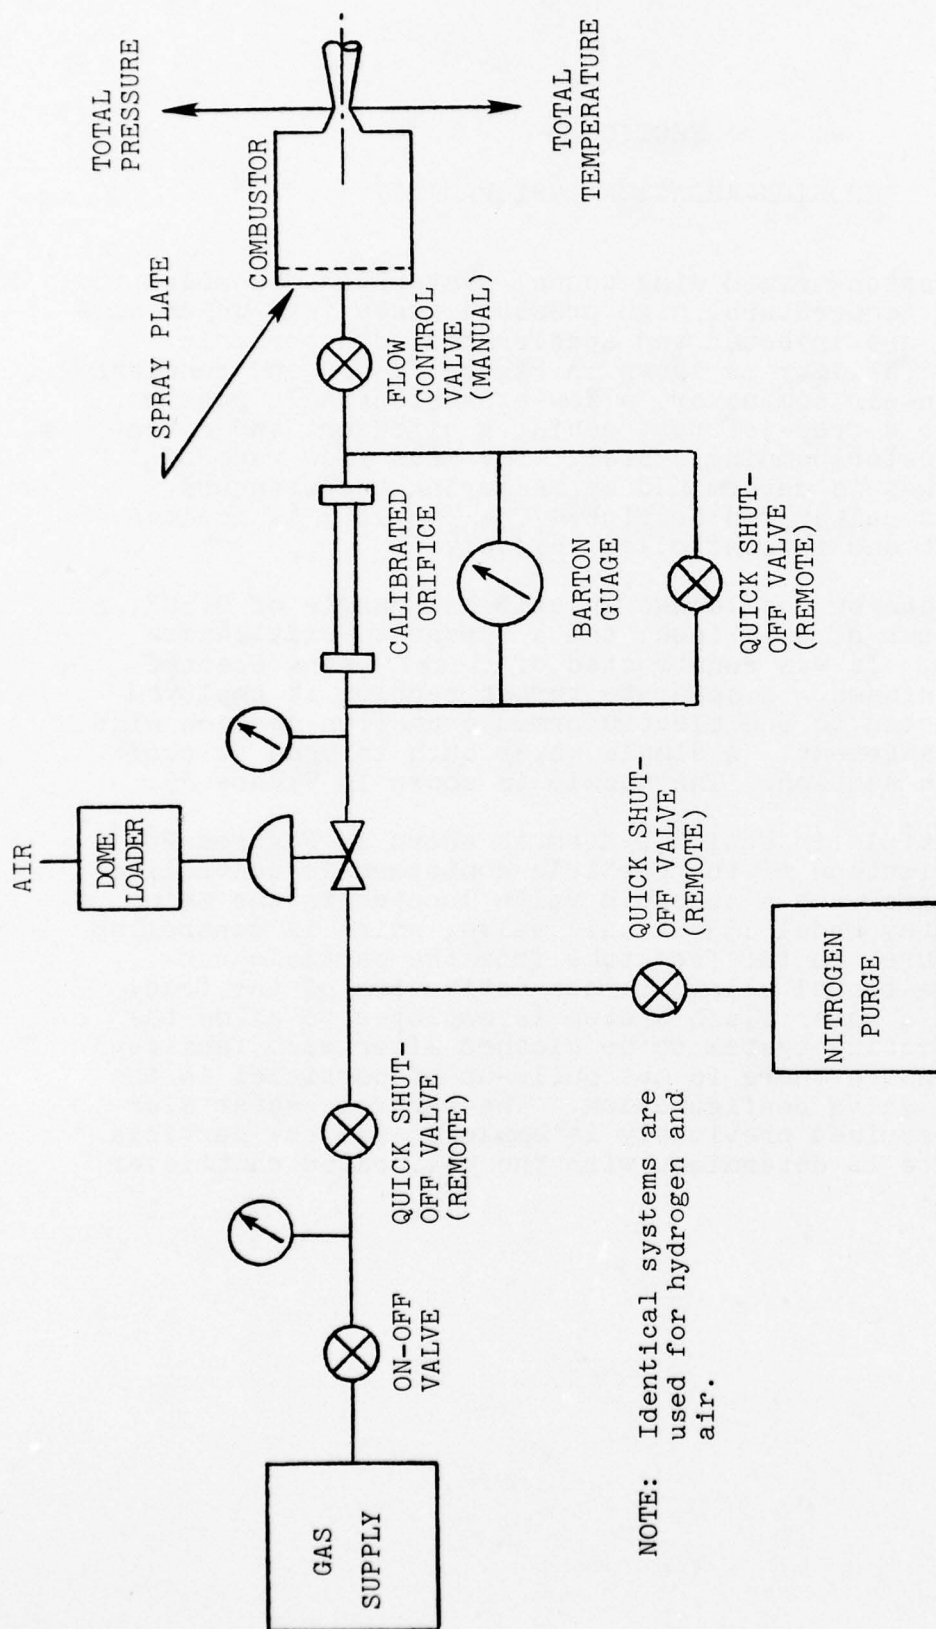 AIR
DOME
LOADER
TOTAL
PRESSURE
SPRAY PLATE
COMBUSTOR
TOTAL
TEMPERATURE
GAS
SUPPLY
ON-OFF
VALVE
QUICK SHUT-
OFF VALVE
(REMOTE)
CALIBRATED
ORIFICE
FLOW
CONTROL
VALVE
(MANUAL)
BARTON
GUAGE
QUICK SHUT-
OFF VALVE
(REMOTE)
QUICK SHUT-
OFF VALVE
(REMOTE)
NITROGEN
PURGE
NOTE: Identical systems are
used for hydrogen and
air.